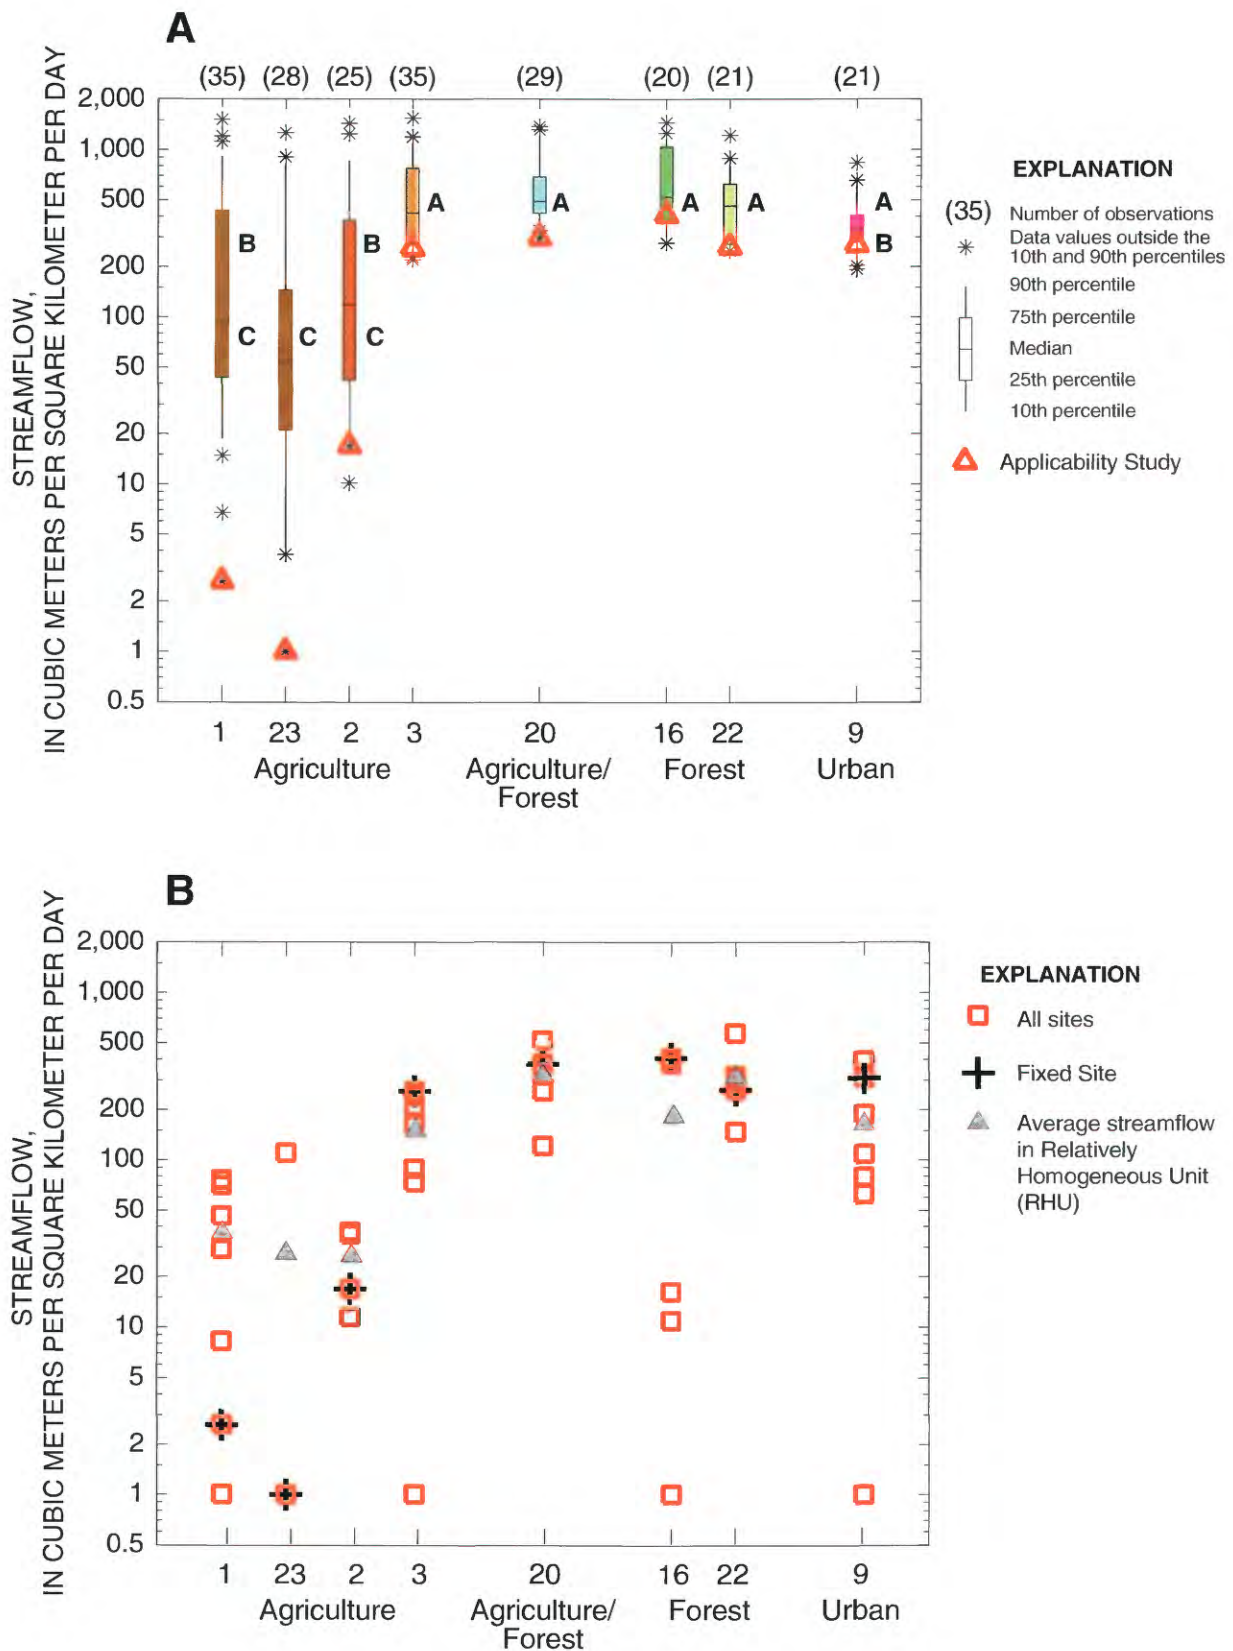 A
(35) (28) (25) (35) (29) (20) (21) (21)
STREAMFLOW,
IN CUBIC METERS PER SQUARE KILOMETER PER DAY
2,000
1,000
500
200
100
50
20
10
5
2
1
0.5
A A A A A
B B B
C C C
1 23 2 3 20 16 22 9
Agriculture Agriculture/ Forest Urban
Forest
EXPLANATION
(35) Number of observations
Data values outside the
10th and 90th percentiles
90th percentile
75th percentile
Median
25th percentile
10th percentile
Applicability Study
B
STREAMFLOW,
IN CUBIC METERS PER SQUARE KILOMETER PER DAY
2,000
1,000
500
200
100
50
20
10
5
2
1
0.5
1 23 2 3 20 16 22 9
Agriculture Agriculture/ Forest Urban
Forest
EXPLANATION
All sites
Fixed Site
Average streamflow
in Relatively
Homogeneous Unit
(RHU)